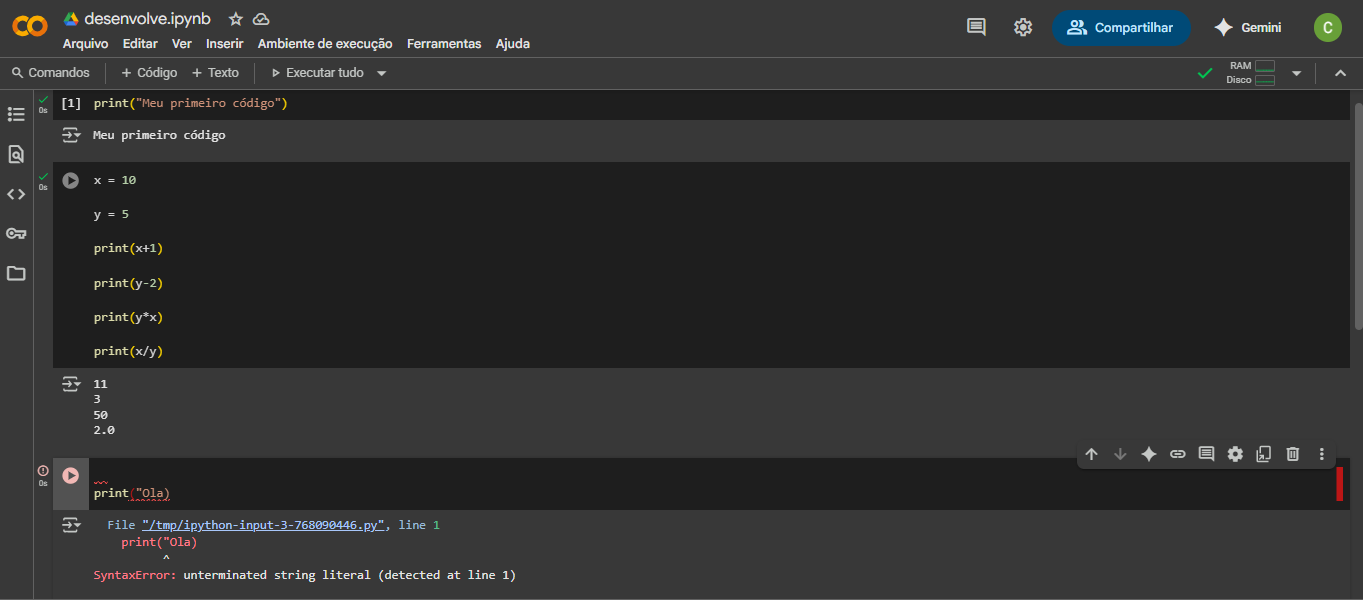 desenvolve.ipynb
Arquivo Editar Ver Inserir Ambiente de execução Ferramentas Ajuda
Compartilhar
Gemini
C
Comandos + Código + Texto Executar tudo
RAM
Disco
0s
[1] print("Meu primeiro código")
Meu primeiro código
0s
x = 10
y = 5
print(x+1)
print(y-2)
print(y*x)
print(x/y)
11
3
50
2.0
0s
print("Ola)
File "/tmp/ipython-input-3-768090446.py", line 1
print("Ola)
^
SyntaxError: unterminated string literal (detected at line 1)